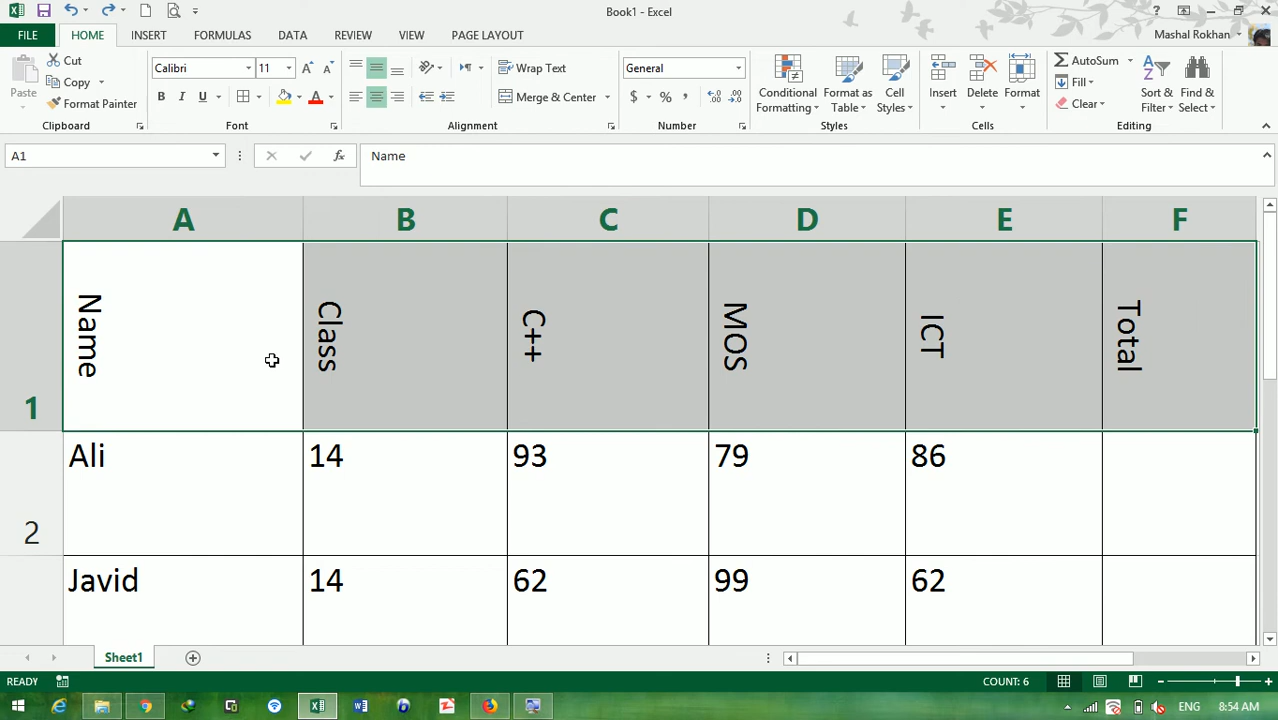 Book1 - Excel
?
FILE HOME INSERT FORMULAS DATA REVIEW VIEW PAGE LAYOUT Mashal Rokhan
Paste Cut Copy Format Painter Clipboard
Calibri 11 B I U Font
Wrap Text Merge & Center Alignment
General $ % , Number
Conditional Formatting Format as Table Cell Styles Styles
Insert Delete Format Cells
AutoSum Fill Clear Sort & Filter Find & Select Editing
A1 fx Name
A B C D E F
1 Name Class C++ MOS ICT Total
2 Ali 14 93 79 86
Javid 14 62 99 62
Sheet1
READY COUNT: 6
ENG 8:54 AM